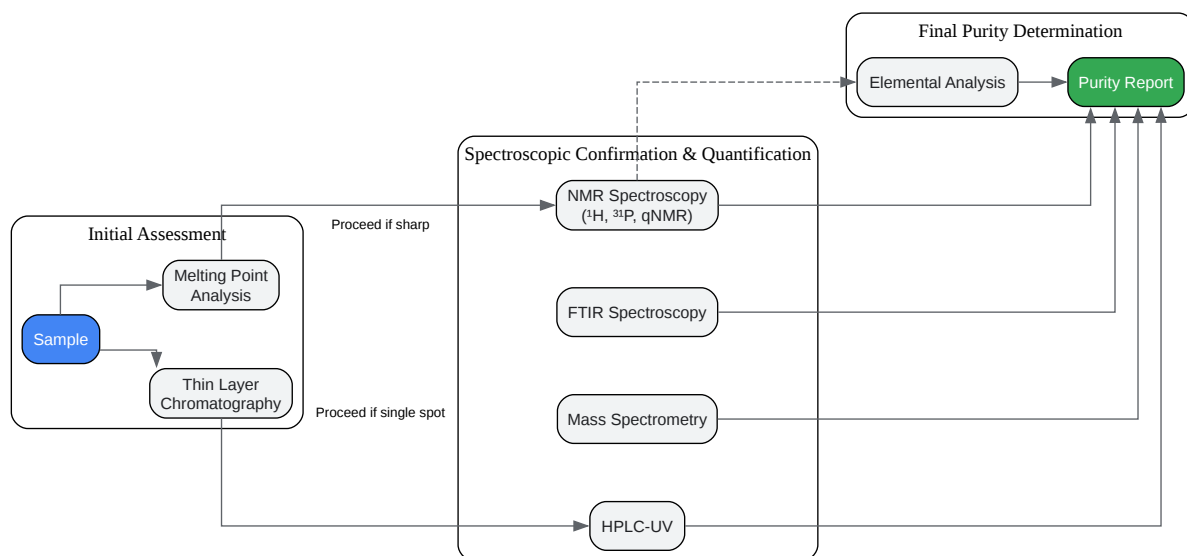 Final Purity Determination
Elemental Analysis
Purity Report
Spectroscopic Confirmation & Quantification
NMR Spectroscopy
(¹H, ³¹P, qNMR)
Proceed if sharp
Initial Assessment
Melting Point
Analysis
FTIR Spectroscopy
Sample
Thin Layer
Chromatography
Proceed if single spot
Mass Spectrometry
HPLC-UV